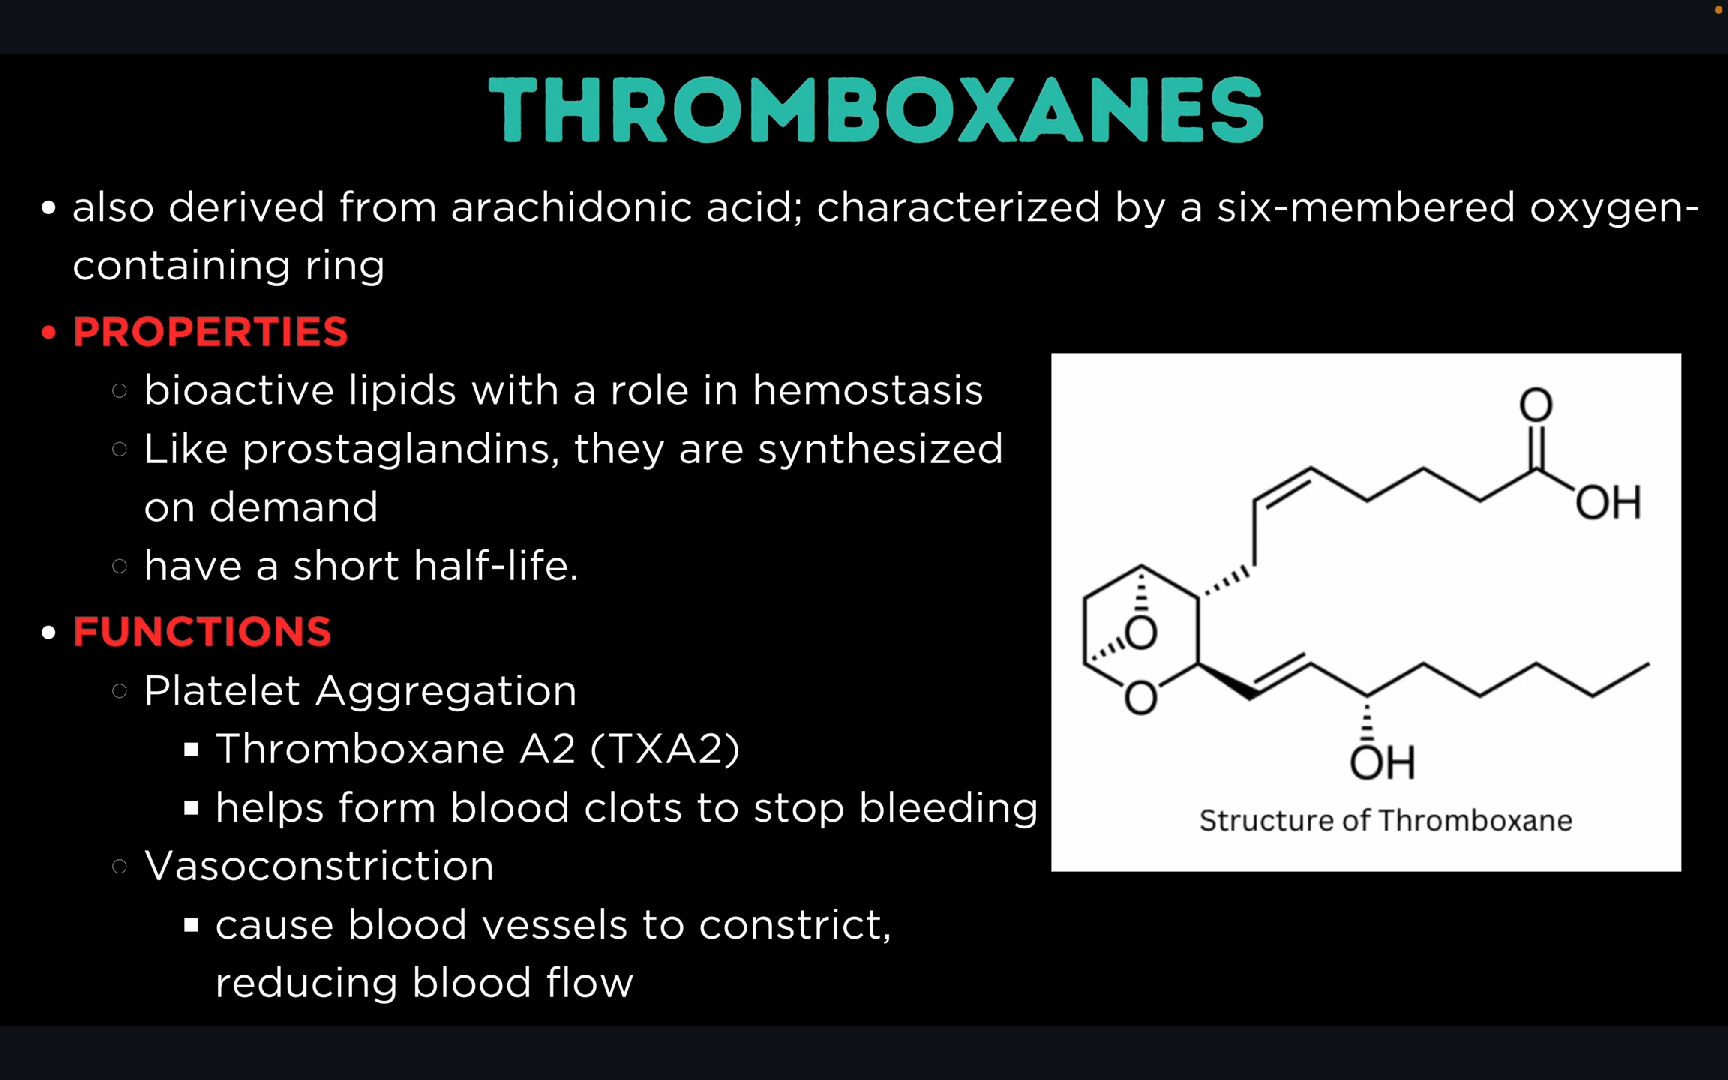 THROMBOXANES
• also derived from arachidonic acid; characterized by a six-membered oxygen-
containing ring
• PROPERTIES
○ bioactive lipids with a role in hemostasis
○ Like prostaglandins, they are synthesized
on demand
○ have a short half-life.
• FUNCTIONS
○ Platelet Aggregation
▪ Thromboxane A2 (TXA2)
▪ helps form blood clots to stop bleeding
○ Vasoconstriction
▪ cause blood vessels to constrict,
reducing blood flow
O
OH
O
O
OH
Structure of Thromboxane